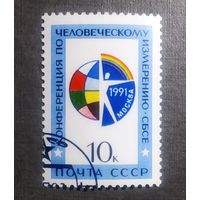 КОНФЕРЕНЦИЯ ПО ЧЕЛОВЕЧЕСКОМУ ИЗМЕРЕНИЮ·СБСЕ
1991
МОСКВА
10К
ПОЧТА СССР